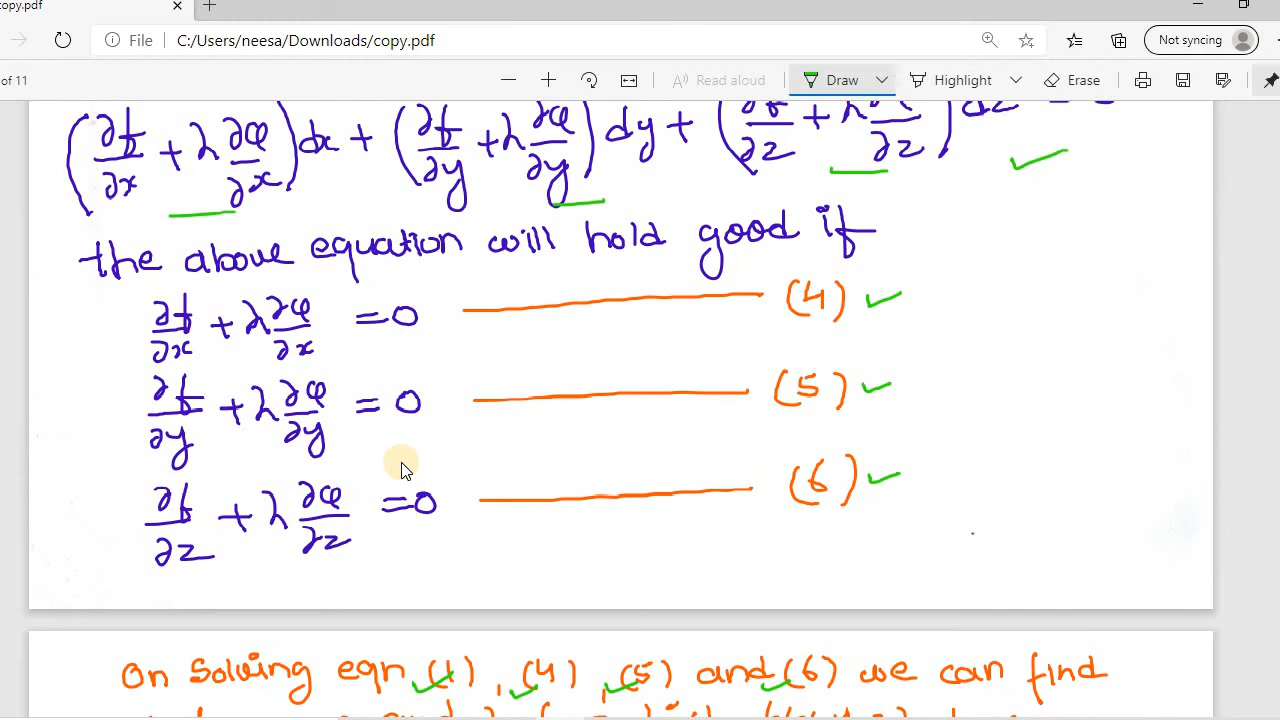 copy.pdf
File C:/Users/neesa/Downloads/copy.pdf Not syncing
of 11 Read aloud Draw Highlight Erase
(∂f/∂x + λ ∂φ/∂x) dx + (∂f/∂y + λ ∂φ/∂y) dy + (∂f/∂z + λ ∂φ/∂z) dz = 0
the above equation will hold good if
∂f/∂x + λ ∂φ/∂x = 0 (4)
∂f/∂y + λ ∂φ/∂y = 0 (5)
∂f/∂z + λ ∂φ/∂z = 0 (6)
On Solving eqn (1), (4), (5) and (6) we can find